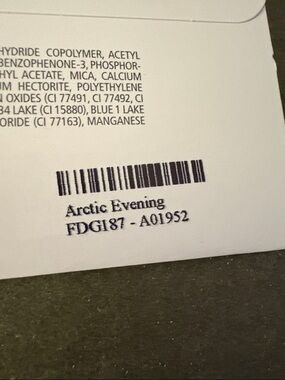 HYDRIDE COPOLYMER, ACETYL
BENZOPHENONE-3, PHOSPHOR-
HYL ACETATE, MICA, CALCIUM
M HECTORITE, POLYETHYLENE
N OXIDES (CI 77491, CI 77492, CI
34 LAKE (CI 15880), BLUE 1 LAKE
ORIDE (CI 77163), MANGANESE
Arctic Evening
FDG187 - A01952